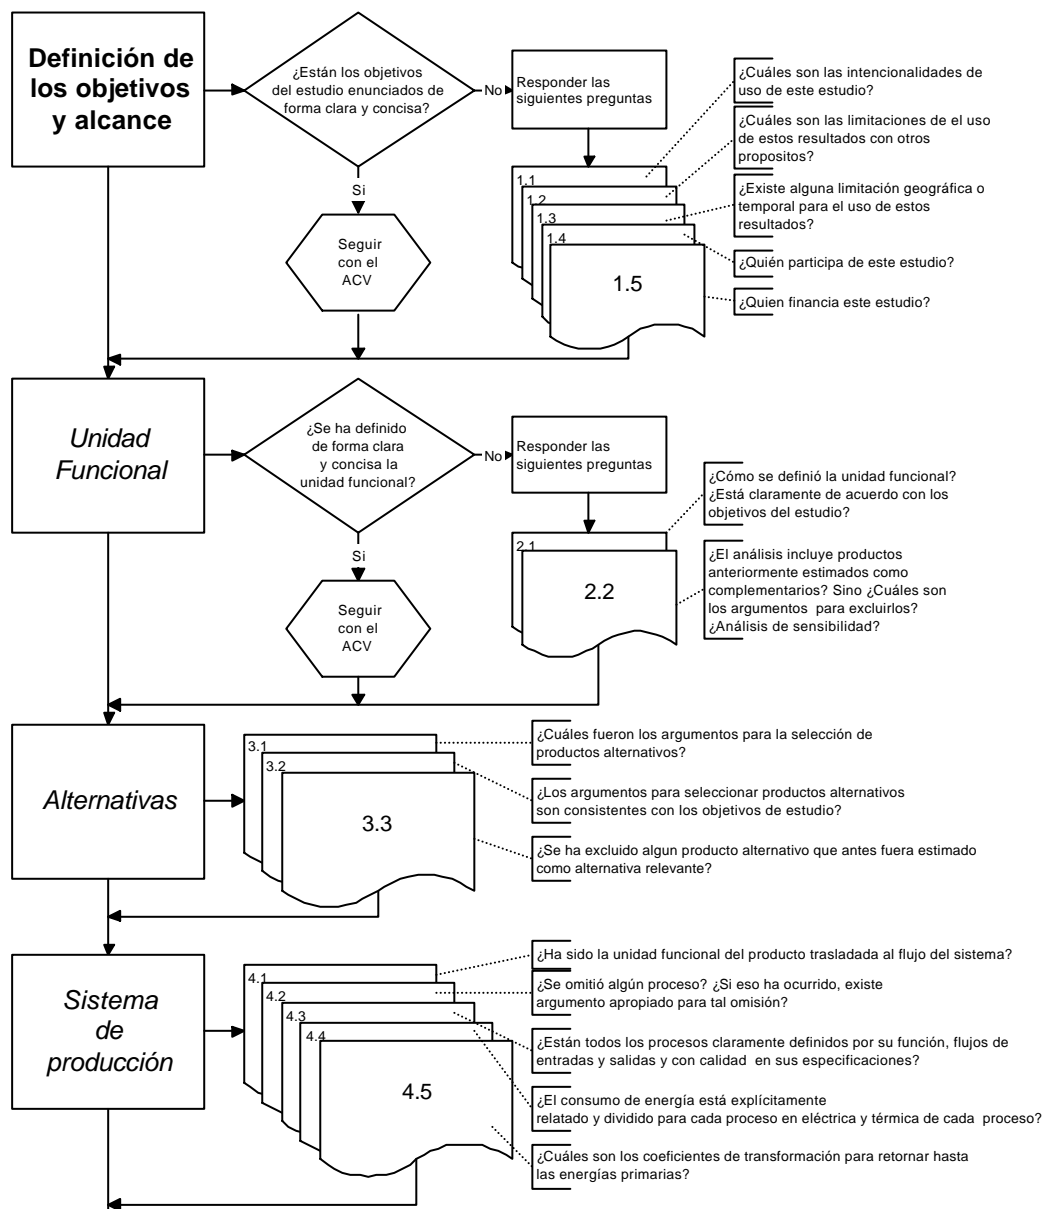 Definición de
los objetivos
y alcance
¿Están los objetivos
del estudio enunciados de
forma clara y concisa?
No
Responder las
siguientes preguntas
Si
Seguir
con el
ACV
1.1
1.2
1.3
1.4
1.5
¿Cuáles son las intencionalidades de
uso de este estudio?
¿Cuáles son las limitaciones de el uso
de estos resultados con otros
propositos?
¿Existe alguna limitación geográfica o
temporal para el uso de estos
resultados?
¿Quién participa de este estudio?
¿Quien financia este estudio?
Unidad
Funcional
¿Se ha definido
de forma clara
y concisa la
unidad funcional?
No
Responder las
siguientes preguntas
Si
Seguir
con el
ACV
2.1
2.2
¿Cómo se definió la unidad funcional?
¿Está claramente de acuerdo con los
objetivos del estudio?
¿El análisis incluye productos
anteriormente estimados como
complementarios? Sino ¿Cuáles son
los argumentos para excluirlos?
¿Análisis de sensibilidad?
Alternativas
3.1
3.2
3.3
¿Cuáles fueron los argumentos para la selección de
productos alternativos?
¿Los argumentos para seleccionar productos alternativos
son consistentes con los objetivos de estudio?
¿Se ha excluido algun producto alternativo que antes fuera estimado
como alternativa relevante?
Sistema
de
producción
4.1
4.2
4.3
4.4
4.5
¿Ha sido la unidad funcional del producto trasladada al flujo del sistema?
¿Se omitió algún proceso? ¿Si eso ha ocurrido, existe
argumento apropiado para tal omisión?
¿Están todos los procesos claramente definidos por su función, flujos de
entradas y salidas y con calidad en sus especificaciones?
¿El consumo de energía está explícitamente
relatado y dividido para cada proceso en eléctrica y térmica de cada proceso?
¿Cuáles son los coeficientes de transformación para retornar hasta
las energías primarias?